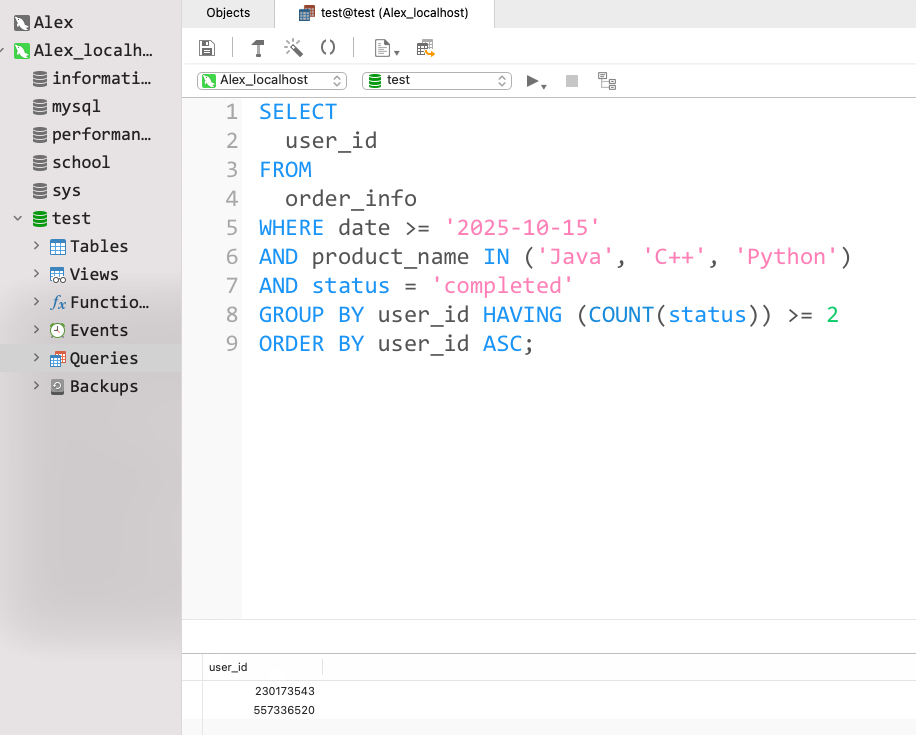 Alex
Alex_localh...
informati...
mysql
performan...
school
sys
test
Tables
Views
fx Functio...
Events
Queries
Backups
Objects
test@test (Alex_localhost)
Alex_localhost
test
1 SELECT
2 user_id
3 FROM
4 order_info
5 WHERE date >= '2025-10-15'
6 AND product_name IN ('Java', 'C++', 'Python')
7 AND status = 'completed'
8 GROUP BY user_id HAVING (COUNT(status)) >= 2
9 ORDER BY user_id ASC;
user_id
230173543
557336520